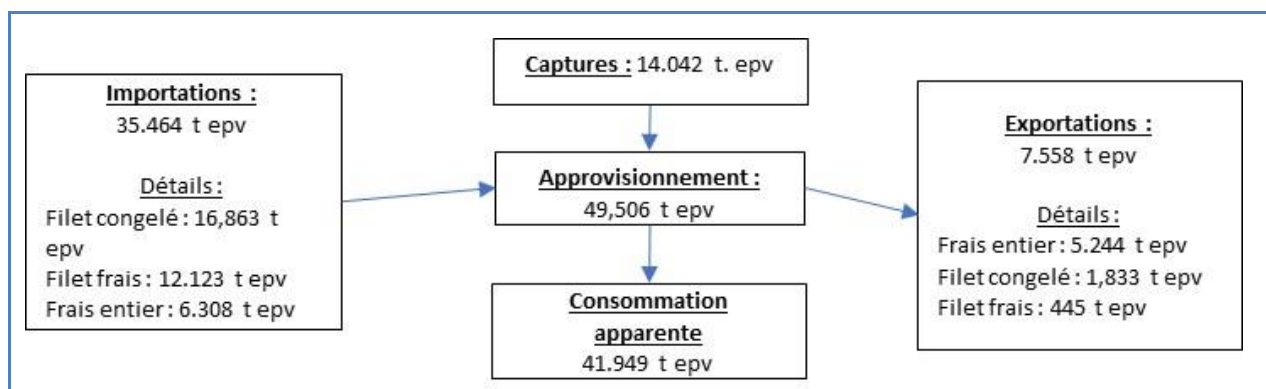 Importations :
35.464 t epv
Détails :
Filet congelé : 16,863 t
epv
Filet frais : 12.123 t epv
Frais entier : 6.308 t epv
Captures : 14.042 t. epv
Approvisionnement :
49,506 t epv
Consommation
apparente
41.949 t epv
Exportations :
7.558 t epv
Détails :
Frais entier : 5.244 t epv
Filet congelé : 1,833 t epv
Filet frais : 445 t epv